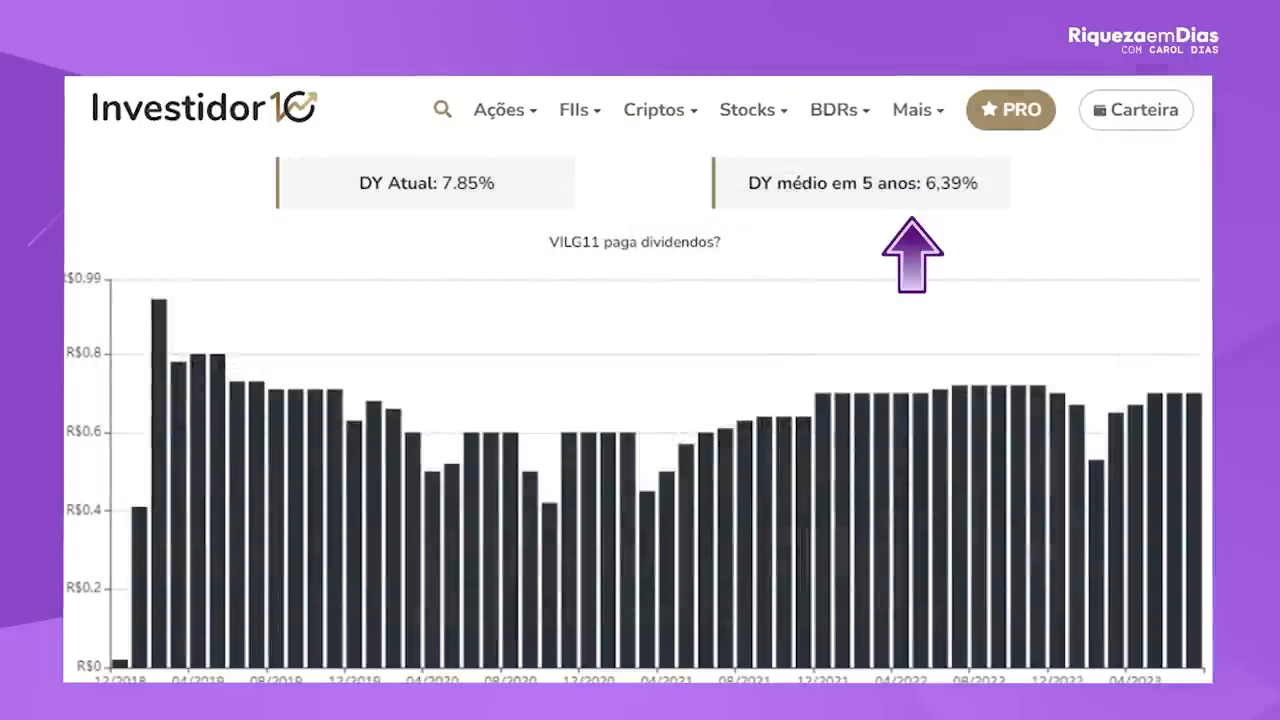 RiquezaemDias
COM CAROL DIAS
Investidor 10
Ações
FIIs
Criptos
Stocks
BDRs
Mais
PRO
Carteira
DY Atual: 7.85%
DY médio em 5 anos: 6,39%
VILG11 paga dividendos?
R$0.99
R$0.8
R$0.6
R$0.4
R$0.2
R$0
12/2018 04/2019 08/2019 12/2019 04/2020 08/2020 12/2020 04/2021 08/2021 12/2021 04/2022 08/2022 12/2022 04/2023